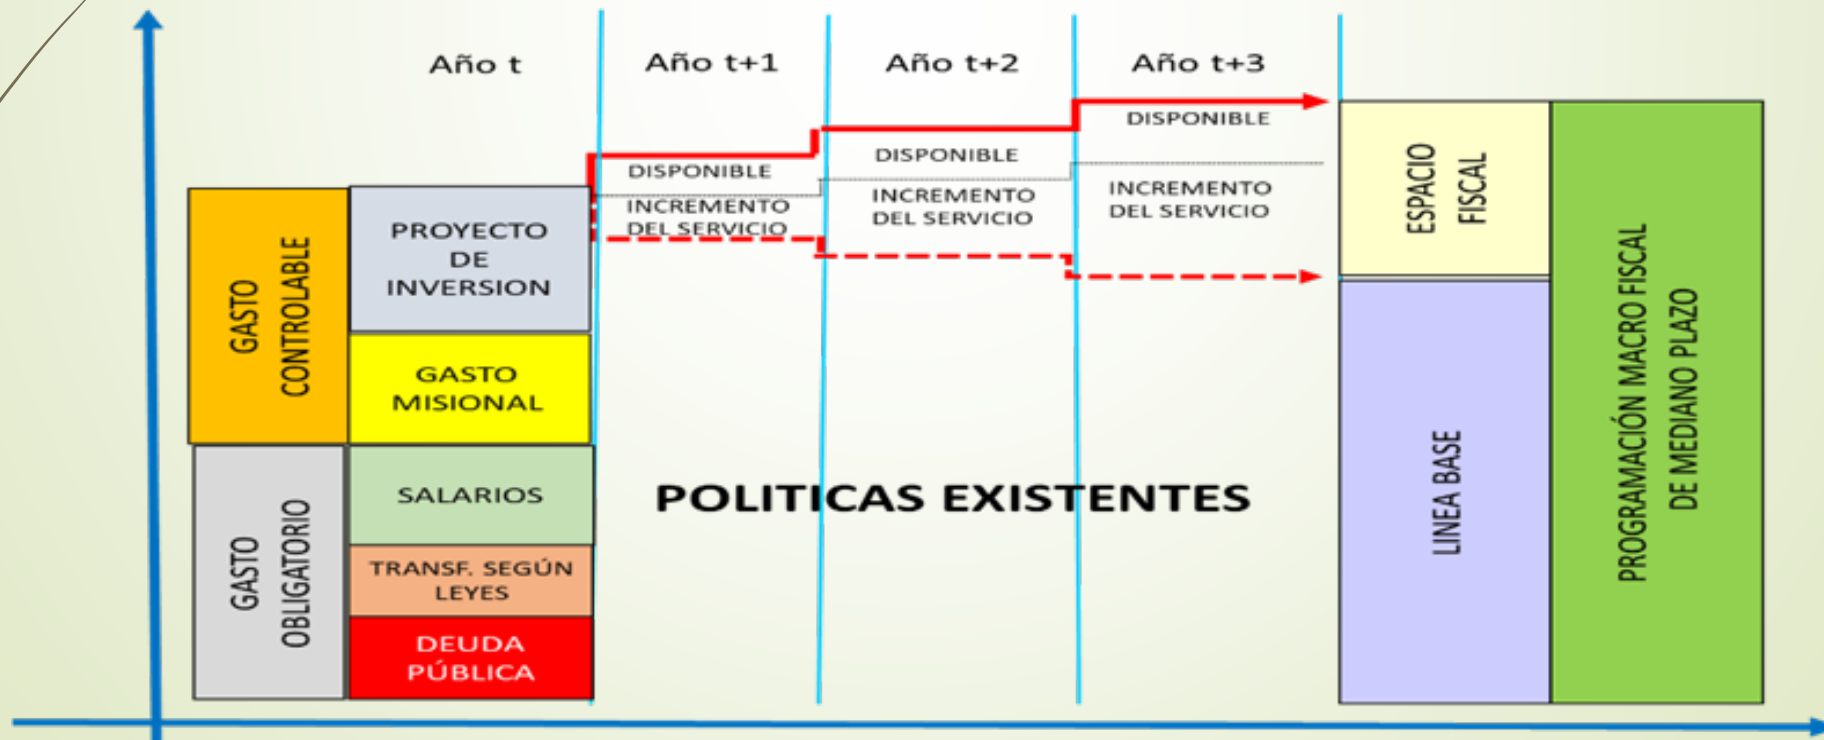 Año t
Año t+1
Año t+2
Año t+3
GASTO
CONTROLABLE
PROYECTO
DE
INVERSION
GASTO
MISIONAL
GASTO
OBLIGATORIO
SALARIOS
TRANSF. SEGÚN
LEYES
DEUDA
PÚBLICA
DISPONIBLE
INCREMENTO
DEL SERVICIO
DISPONIBLE
INCREMENTO
DEL SERVICIO
DISPONIBLE
INCREMENTO
DEL SERVICIO
POLITICAS EXISTENTES
ESPACIO
FISCAL
LINEA BASE
PROGRAMACIÓN MACRO FISCAL
DE MEDIANO PLAZO